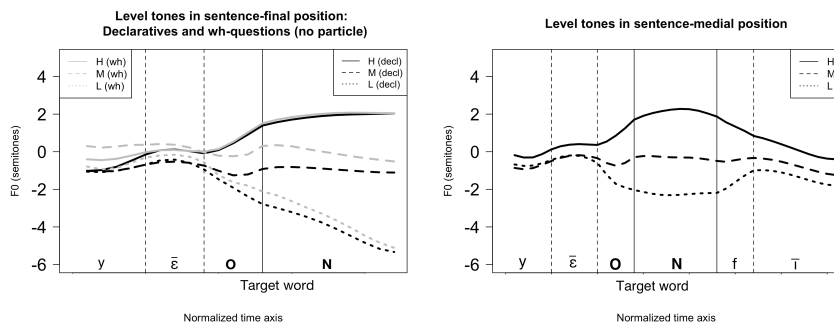 Level tones in sentence-final position:
Declaratives and wh-questions (no particle)
H (wh)
M (wh)
L (wh)
H (decl)
M (decl)
L (decl)
F0 (semitones)
4
2
0
-2
-4
-6
y
ɛ̄
O
N
Target word
Normalized time axis
Level tones in sentence-medial position
H
M
L
F0 (semitones)
4
2
0
-2
-4
-6
y
ɛ̄
O
N
f
ī
Target word
Normalized time axis